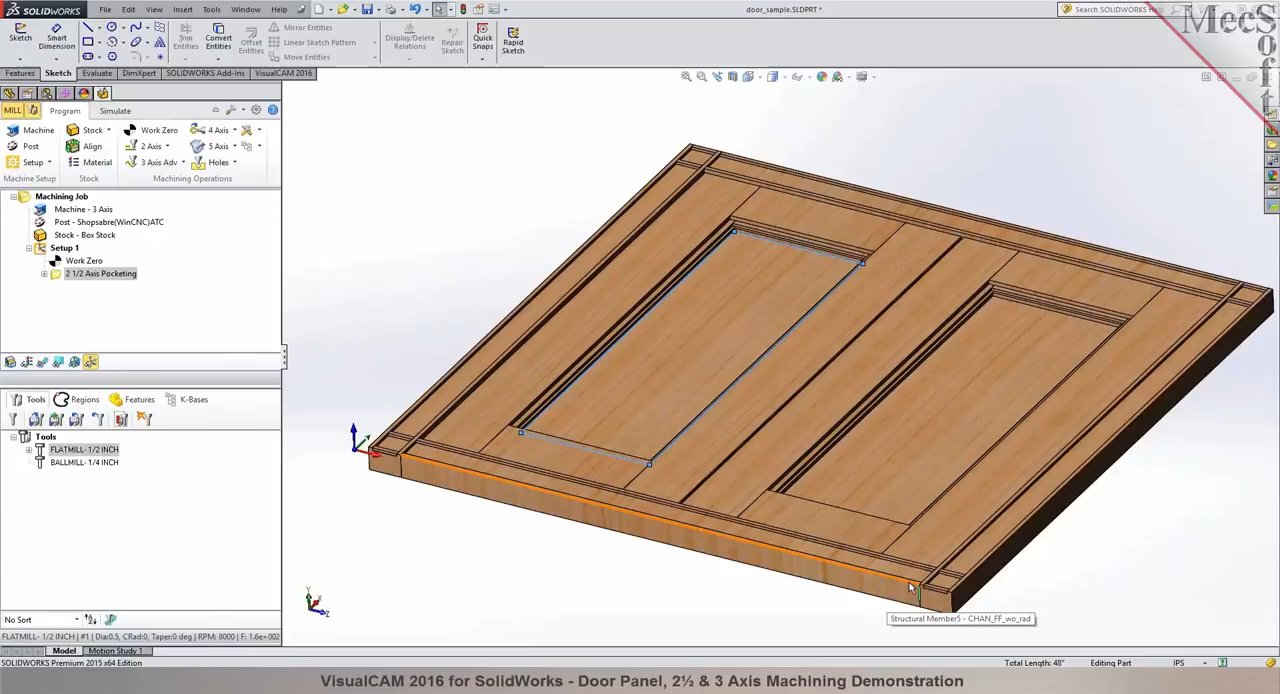 SOLIDWORKS File Edit View Insert Tools Window Help door_sample.SLDPRT * Search SOLIDWORKS
MecSoft
Sketch Smart Dimension Trim Entities Convert Entities Offset Entities Mirror Entities Linear Sketch Pattern Move Entities Display/Delete Relations Repair Sketch Quick Snaps Rapid Sketch
Features Sketch Evaluate DimXpert SOLIDWORKS Add-Ins VisualCAM 2016
MILL Program Simulate
Machine Stock Work Zero 4 Axis
Post Align 2 Axis 5 Axis
Setup Material 3 Axis Adv Holes
Machine Setup Stock Machining Operations
Machining Job
Machine - 3 Axis
Post - Shopsabre(WinCNC)ATC
Stock - Box Stock
Setup 1
Work Zero
2 1/2 Axis Pocketing
Tools Regions Features K-Bases
Tools
FLATMILL- 1/2 INCH
BALLMILL- 1/4 INCH
Structural Member5 - CHAN_FF_wo_rad
Y X Z
No Sort
FLATMILL- 1/2 INCH | #1 | Dia:0.5, CRad:0, Taper:0 deg | RPM: 8000 | F: 1.6e+002
Model Motion Study 1
SOLIDWORKS Premium 2015 x64 Edition Total Length: 48" Editing Part IPS
VisualCAM 2016 for SolidWorks - Door Panel, 2½ & 3 Axis Machining Demonstration